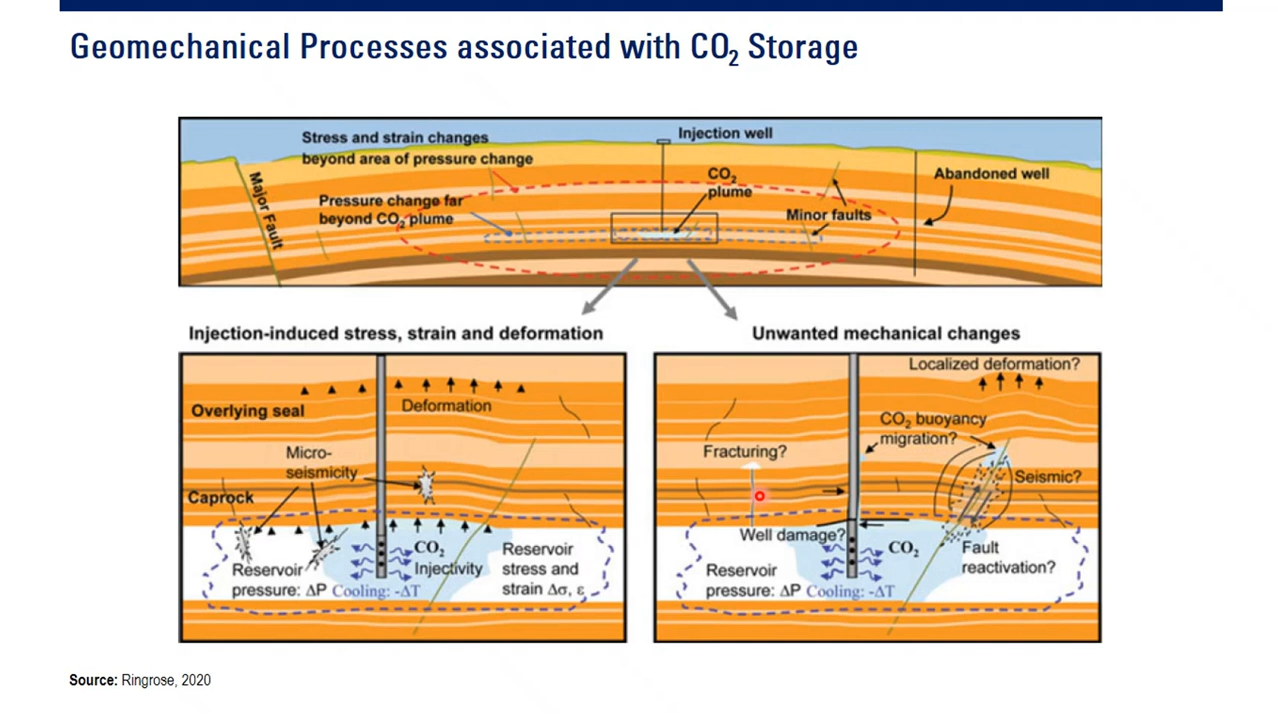 Geomechanical Processes associated with CO₂ Storage
Stress and strain changes
beyond area of pressure change
Injection well
CO₂
plume
Abandoned well
Major Fault
Pressure change far
beyond CO₂ plume
Minor faults
Injection-induced stress, strain and deformation
Overlying seal
Deformation
Micro-
seismicity
Caprock
Reservoir
pressure: ΔP
Cooling: -ΔT
CO₂
Injectivity
Reservoir
stress and
strain Δσ, ε
Unwanted mechanical changes
Localized deformation?
CO₂ buoyancy
migration?
Fracturing?
Seismic?
Well damage?
Reservoir
pressure: ΔP
Cooling: -ΔT
CO₂
Fault
reactivation?
Source: Ringrose, 2020